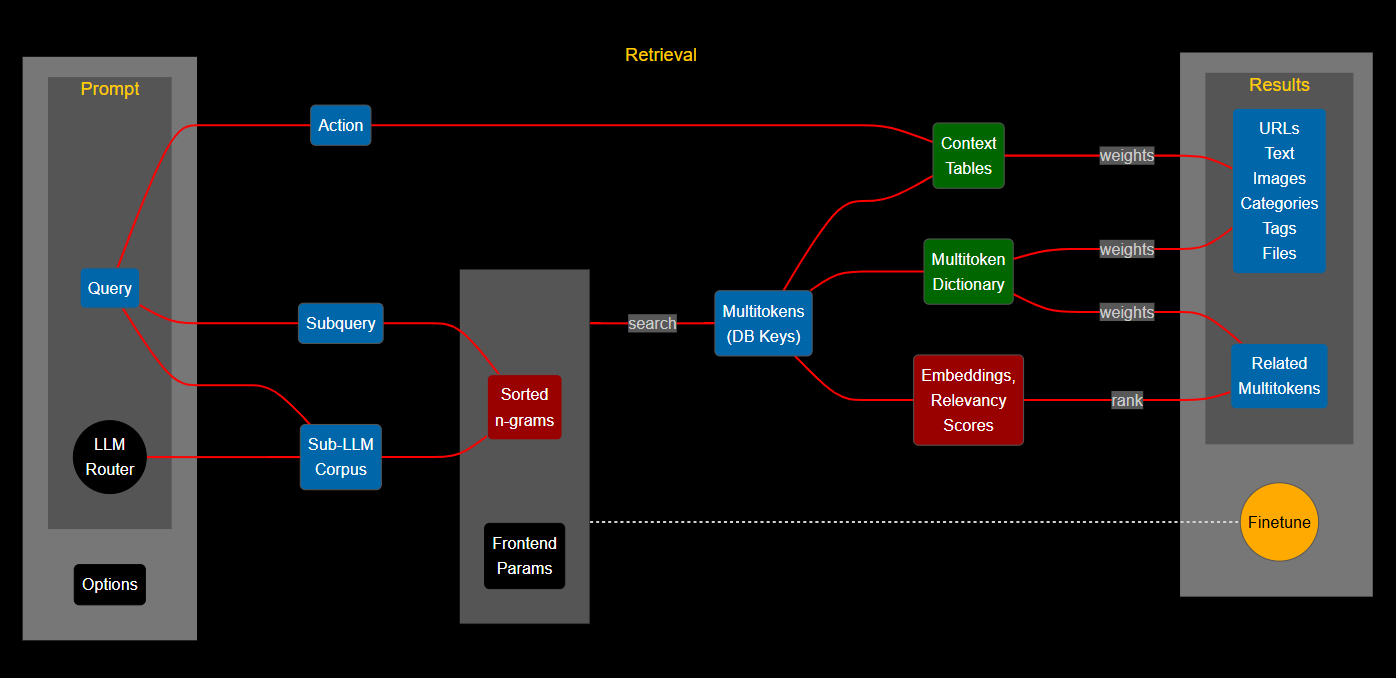 Retrieval
Prompt
Query
LLM
Router
Options
Action
Subquery
Sub-LLM
Corpus
Sorted
n-grams
Frontend
Params
search
Multitokens
(DB Keys)
Context
Tables
Multitoken
Dictionary
Embeddings,
Relevancy
Scores
weights
weights
weights
rank
Results
URLs
Text
Images
Categories
Tags
Files
Related
Multitokens
Finetune